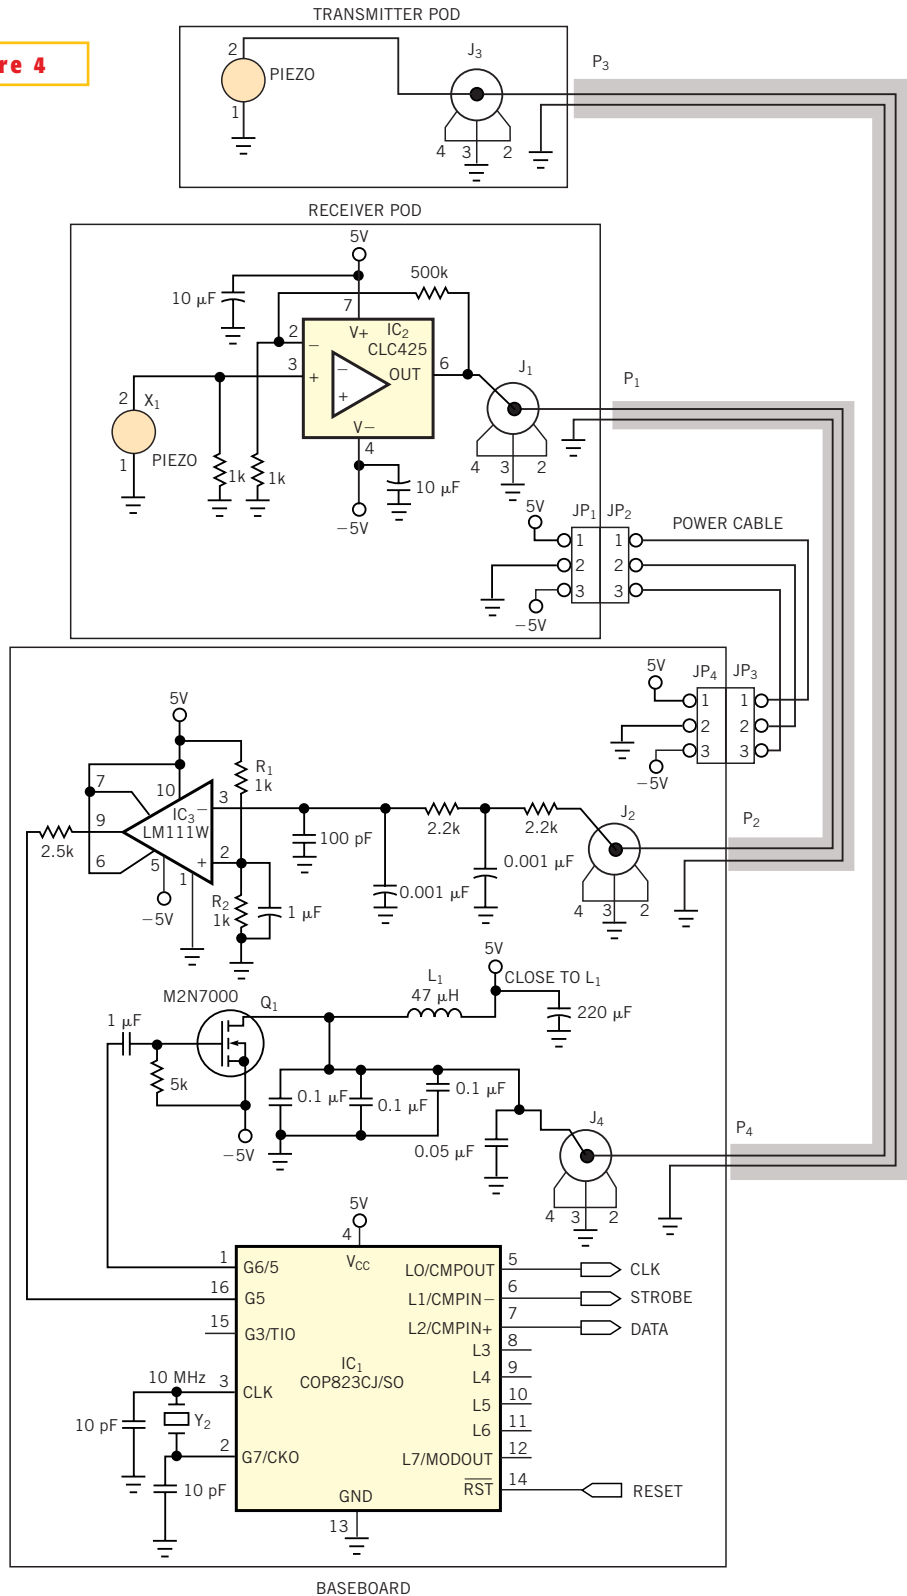 TRANSMITTER POD
re 4
2
PIEZO
1
J3
4 3 2
P3
RECEIVER POD
5V
10 µF
500k
7
2
V+ IC2
CLC425
−
3
+
−
+
OUT
6
V−
4
J1
P1
2 X1
1 PIEZO
1k
1k
10 µF
−5V
4 3 2
5V
JP1 JP2
POWER CABLE
1 1
2 2
3 3
−5V
5V
JP4 JP3
1 1
2 2
3 3
−5V
5V
R1
1k
7
10
3
IC3 −
LM111W
9
2.5k
6
5
1
2
+
−5V
R2
1k
1 µF
100 pF
2.2k
2.2k
0.001 µF
0.001 µF
J2
P2
4 3 2
5V
CLOSE TO L1
L1
47 µH
220 µF
M2N7000
Q1
1 µF
5k
−5V
0.1 µF
0.1 µF
0.1 µF
0.05 µF
J4
P4
4 3 2
5V
4
VCC
1 G6/5
16 G5
15 G3/TIO
IC1
COP823CJ/SO
10 MHz
3 CLK
10 pF
Y2
2 G7/CKO
10 pF
GND
13
L0/CMPOUT 5 CLK
L1/CMPIN− 6 STROBE
L2/CMPIN+ 7 DATA
L3 8
L4 9
L5 10
L6 11
L7/MODOUT 12
RST 14 RESET
BASEBOARD